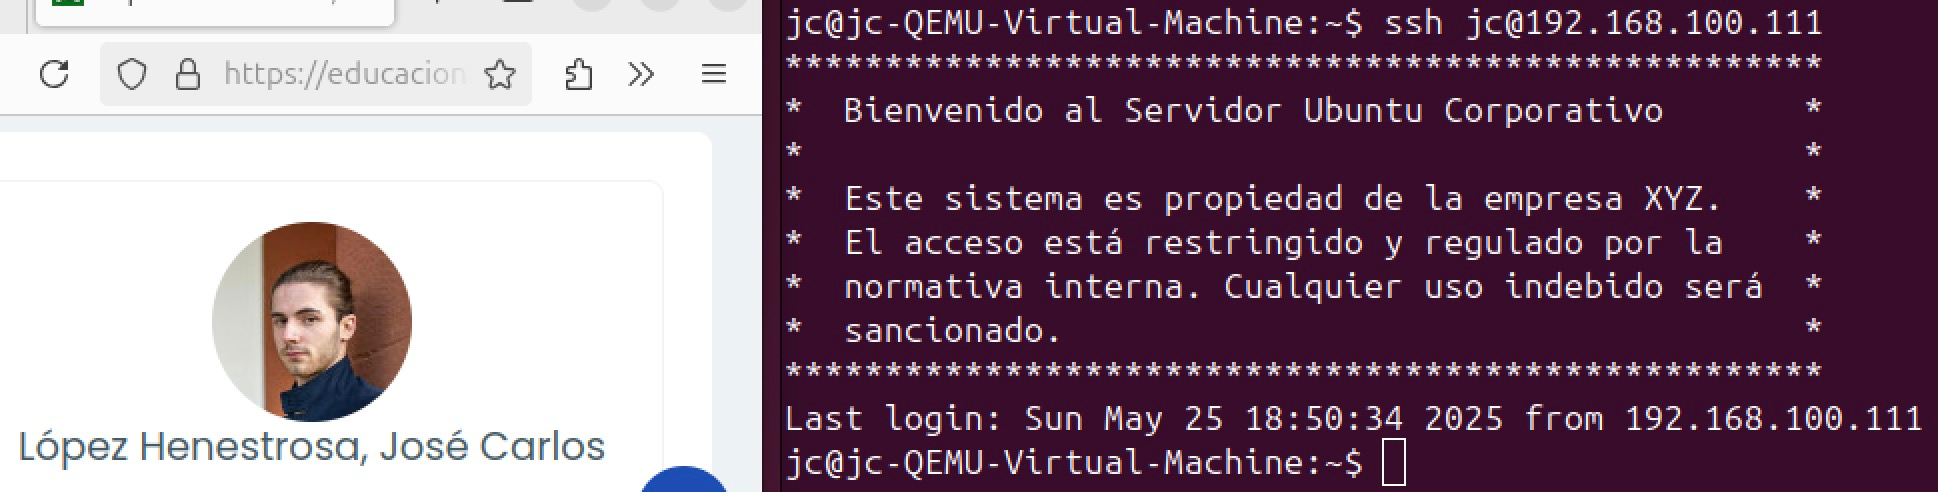 https://educacion
López Henestrosa, José Carlos
jc@jc-QEMU-Virtual-Machine:~$ ssh jc@192.168.100.111
****************************************************
*  Bienvenido al Servidor Ubuntu Corporativo       *
*                                                  *
*  Este sistema es propiedad de la empresa XYZ.    *
*  El acceso está restringido y regulado por la    *
*  normativa interna. Cualquier uso indebido será  *
*  sancionado.                                     *
****************************************************
Last login: Sun May 25 18:50:34 2025 from 192.168.100.111
jc@jc-QEMU-Virtual-Machine:~$